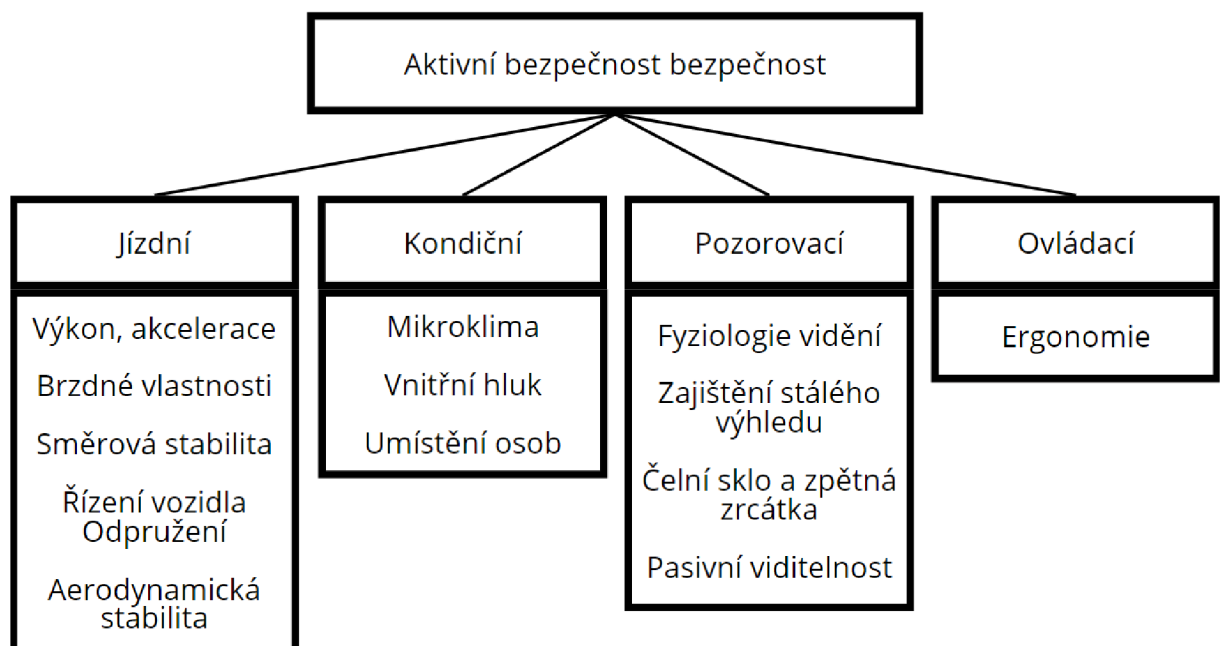 Aktivní bezpečnost bezpečnost
Jízdní
Výkon, akcelerace
Brzdné vlastnosti
Směrová stabilita
Řízení vozidla
Odpružení
Aerodynamická
stabilita
Kondiční
Mikroklima
Vnitřní hluk
Umístění osob
Pozorovací
Fyziologie vidění
Zajištění stálého
výhledu
Čelní sklo a zpětná
zrcátka
Pasivní viditelnost
Ovládací
Ergonomie